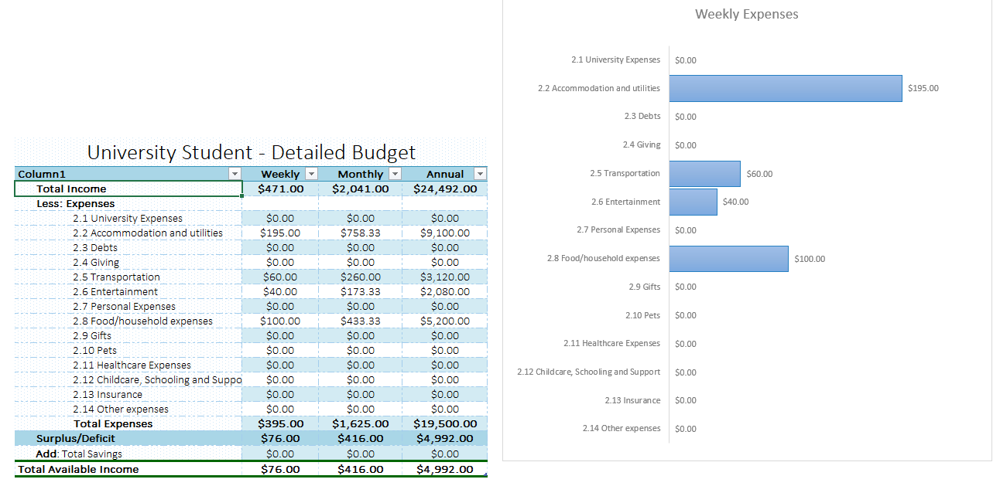 University Student - Detailed Budget
Column1 Weekly Monthly Annual
Total Income $471.00 $2,041.00 $24,492.00
Less: Expenses
2.1 University Expenses $0.00 $0.00 $0.00
2.2 Accommodation and utilities $195.00 $758.33 $9,100.00
2.3 Debts $0.00 $0.00 $0.00
2.4 Giving $0.00 $0.00 $0.00
2.5 Transportation $60.00 $260.00 $3,120.00
2.6 Entertainment $40.00 $173.33 $2,080.00
2.7 Personal Expenses $0.00 $0.00 $0.00
2.8 Food/household expenses $100.00 $433.33 $5,200.00
2.9 Gifts $0.00 $0.00 $0.00
2.10 Pets $0.00 $0.00 $0.00
2.11 Healthcare Expenses $0.00 $0.00 $0.00
2.12 Childcare, Schooling and Suppo $0.00 $0.00 $0.00
2.13 Insurance $0.00 $0.00 $0.00
2.14 Other expenses $0.00 $0.00 $0.00
Total Expenses $395.00 $1,625.00 $19,500.00
Surplus/Deficit $76.00 $416.00 $4,992.00
Add: Total Savings $0.00 $0.00 $0.00
Total Available Income $76.00 $416.00 $4,992.00
Weekly Expenses
2.1 University Expenses $0.00
2.2 Accommodation and utilities $195.00
2.3 Debts $0.00
2.4 Giving $0.00
2.5 Transportation $60.00
2.6 Entertainment $40.00
2.7 Personal Expenses $0.00
2.8 Food/household expenses $100.00
2.9 Gifts $0.00
2.10 Pets $0.00
2.11 Healthcare Expenses $0.00
2.12 Childcare, Schooling and Support $0.00
2.13 Insurance $0.00
2.14 Other expenses $0.00